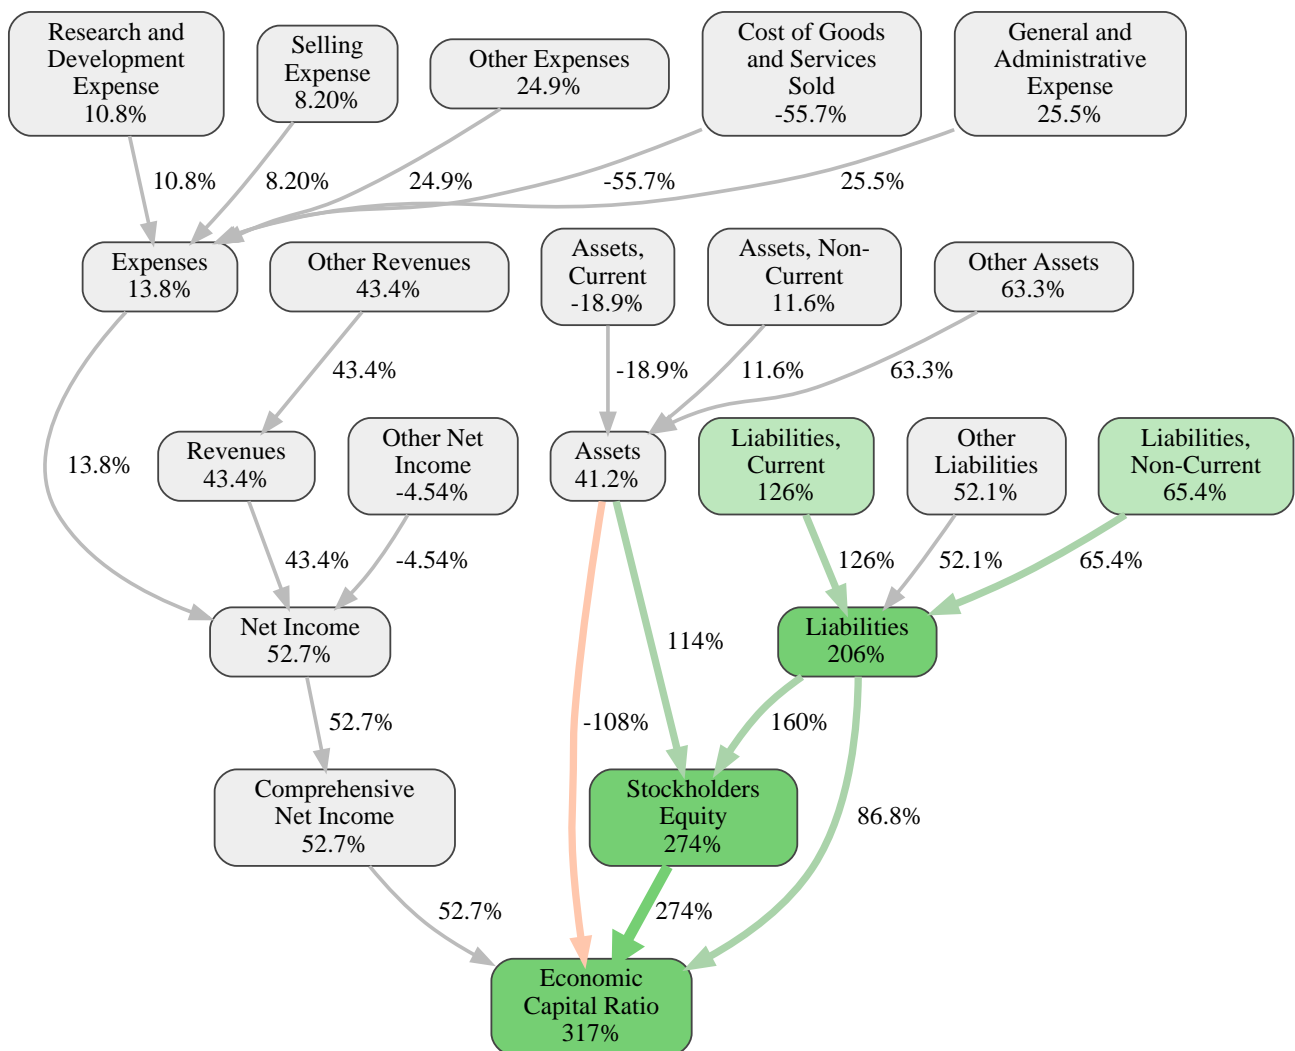 Research and
Development
Expense
10.8%
Selling
Expense
8.20%
Other Expenses
24.9%
Cost of Goods
and Services
Sold
-55.7%
General and
Administrative
Expense
25.5%
10.8%
8.20%
24.9%
-55.7%
25.5%
Expenses
13.8%
Other Revenues
43.4%
Assets,
Current
-18.9%
Assets, Non-
Current
11.6%
Other Assets
63.3%
43.4%
-18.9%
11.6%
63.3%
13.8%
Revenues
43.4%
Other Net
Income
-4.54%
Assets
41.2%
Liabilities,
Current
126%
Other
Liabilities
52.1%
Liabilities,
Non-Current
65.4%
43.4%
-4.54%
126%
52.1%
65.4%
Net Income
52.7%
114%
Liabilities
206%
52.7%
-108%
160%
Comprehensive
Net Income
52.7%
Stockholders
Equity
274%
86.8%
52.7%
274%
Economic
Capital Ratio
317%